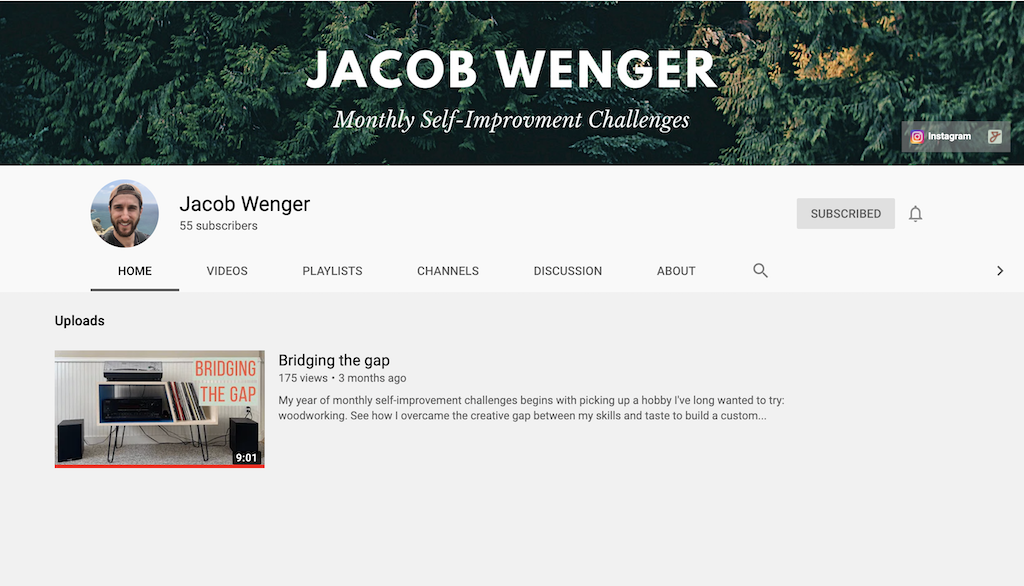 JACOB WENGER
Monthly Self-Improvment Challenges
Instagram
Jacob Wenger
55 subscribers
SUBSCRIBED
HOME VIDEOS PLAYLISTS CHANNELS DISCUSSION ABOUT
Uploads
BRIDGING
THE GAP
9:01
Bridging the gap
175 views • 3 months ago
My year of monthly self-improvement challenges begins with picking up a hobby I've long wanted to try:
woodworking. See how I overcame the creative gap between my skills and taste to build a custom...